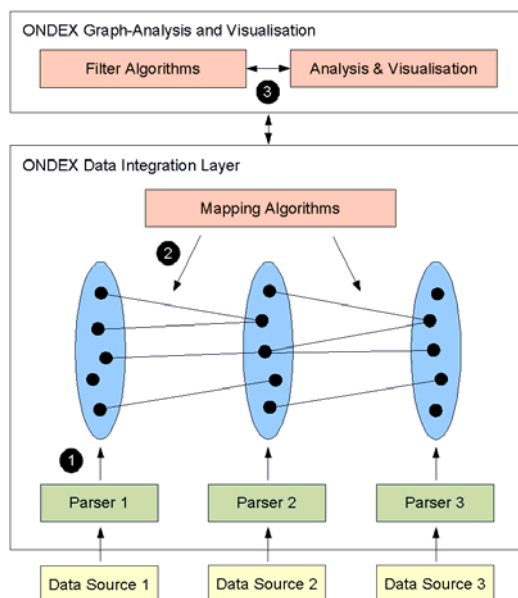 ONDEX Graph-Analysis and Visualisation
Filter Algorithms
Analysis & Visualisation
3
ONDEX Data Integration Layer
Mapping Algorithms
2
1
Parser 1
Parser 2
Parser 3
Data Source 1
Data Source 2
Data Source 3